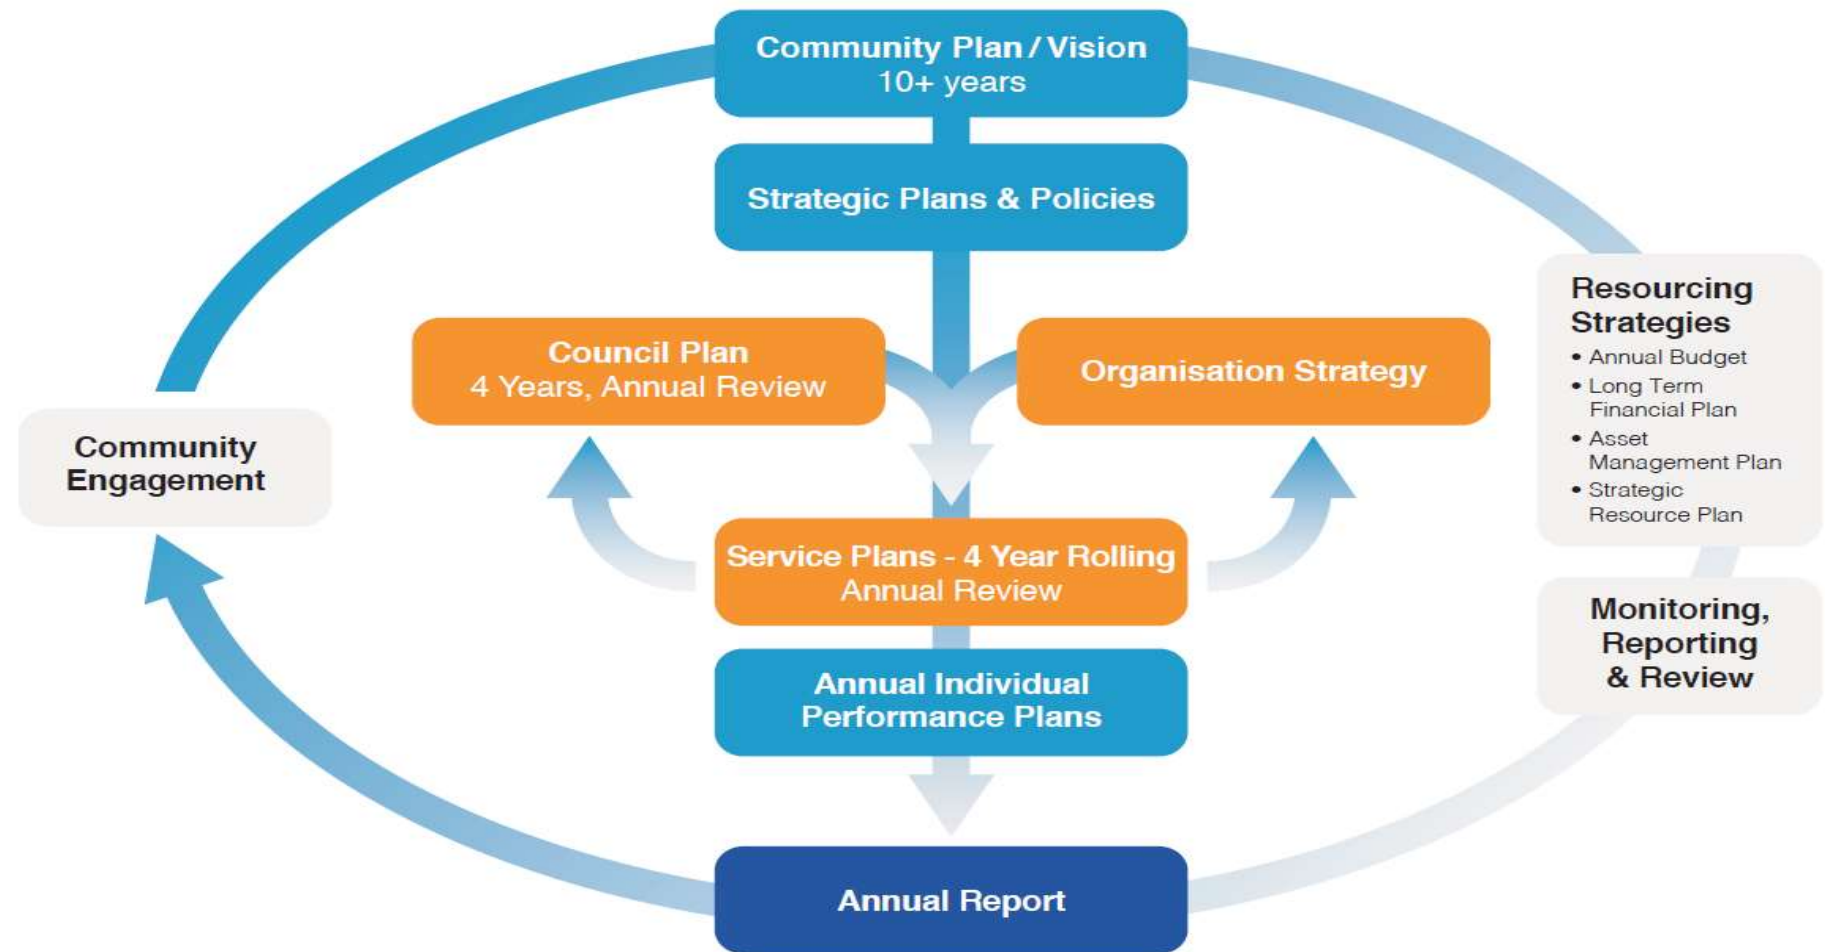 Community Plan / Vision
10+ years
Strategic Plans & Policies
Council Plan
4 Years, Annual Review
Organisation Strategy
Resourcing
Strategies
• Annual Budget
• Long Term
Financial Plan
• Asset
Management Plan
• Strategic
Resource Plan
Community
Engagement
Service Plans - 4 Year Rolling
Annual Review
Monitoring,
Reporting
& Review
Annual Individual
Performance Plans
Annual Report